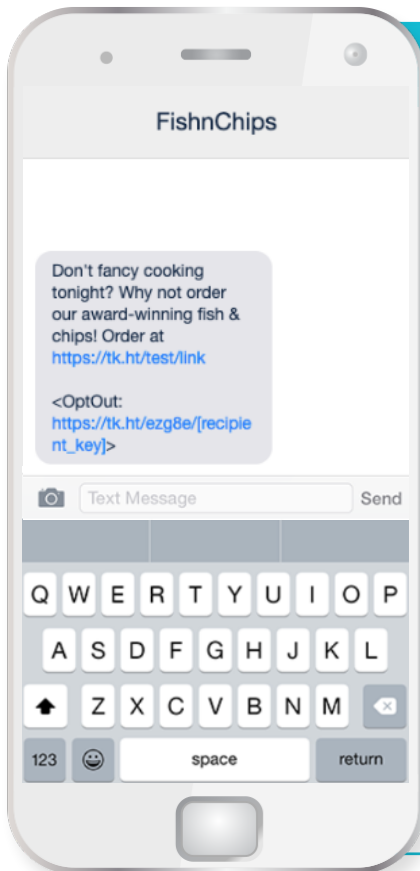 FishnChips
Don't fancy cooking
tonight? Why not order
our award-winning fish &
chips! Order at
https://tk.ht/test/link
<OptOut:
https://tk.ht/ezg8e/[recipie
nt_key]>
Text Message Send
Q W E R T Y U I O P
A S D F G H J K L
Z X C V B N M
123 space return